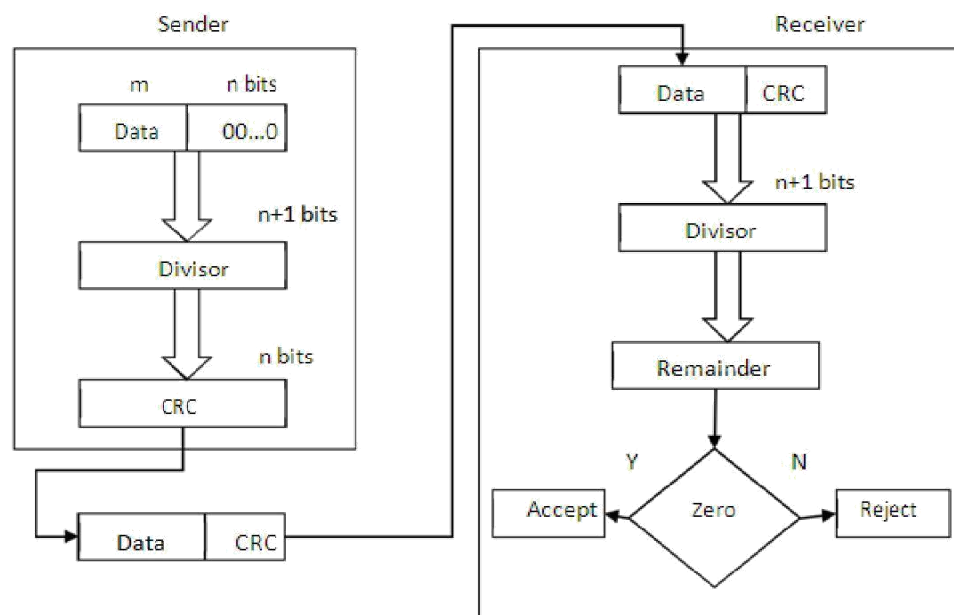 Sender
m n bits
Data 00...0
n+1 bits
Divisor
n bits
CRC
Data CRC
Receiver
Data CRC
n+1 bits
Divisor
Remainder
Y N
Accept Zero Reject